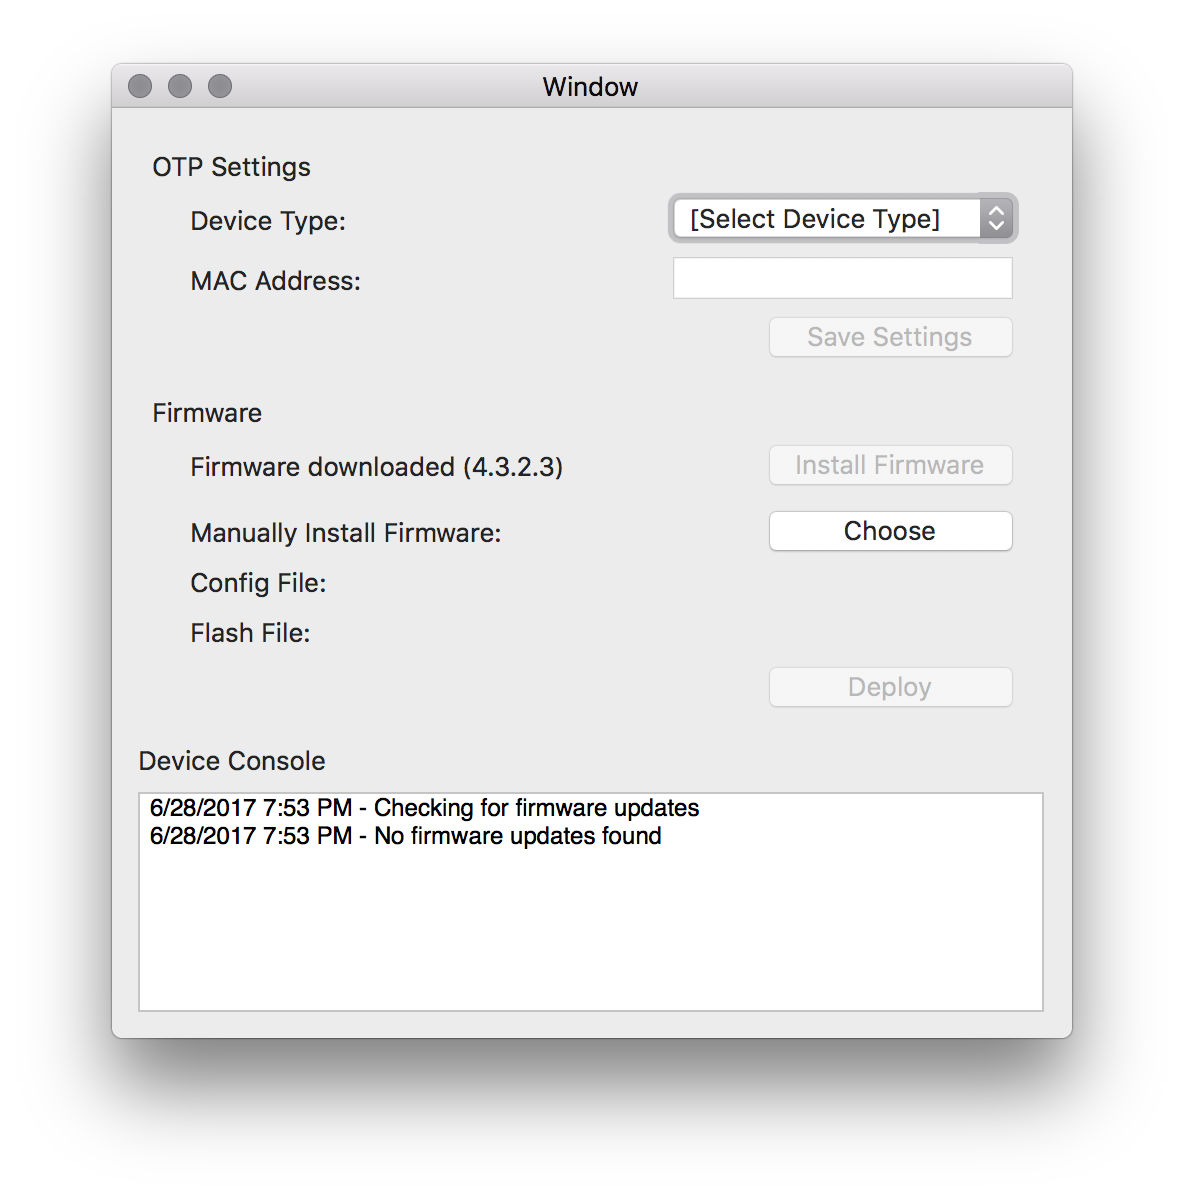 Window
OTP Settings
Device Type: [Select Device Type]
MAC Address:
Save Settings
Firmware
Firmware downloaded (4.3.2.3) Install Firmware
Manually Install Firmware: Choose
Config File:
Flash File:
Deploy
Device Console
6/28/2017 7:53 PM - Checking for firmware updates
6/28/2017 7:53 PM - No firmware updates found